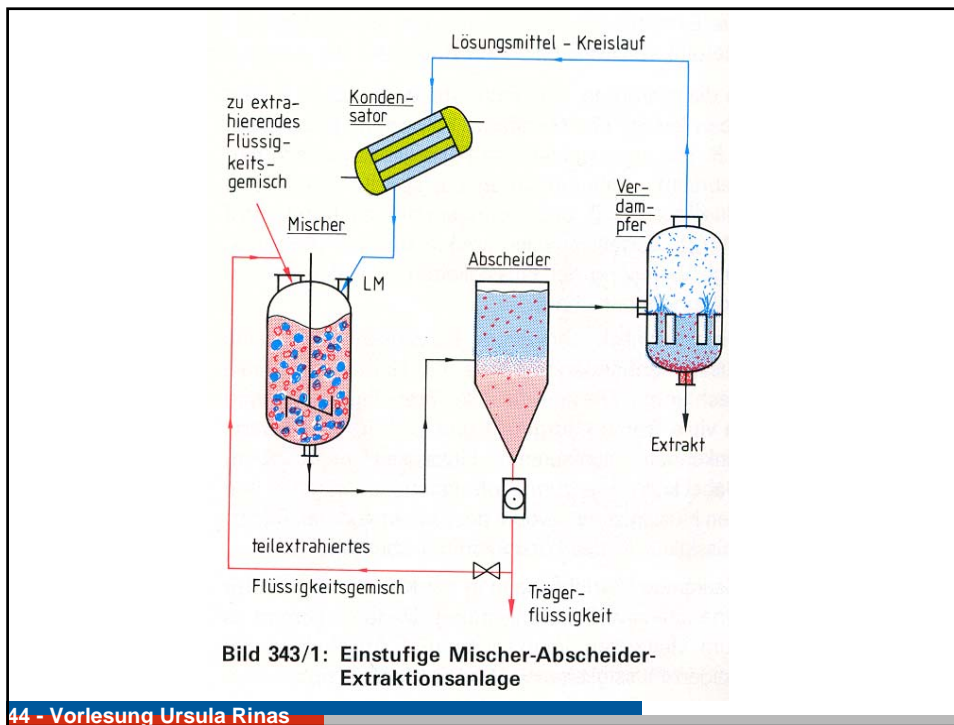 Lösungsmittel - Kreislauf
Konden-
sator
zu extra-
hierendes
Flüssig-
keits-
gemisch
Mischer
LM
Abscheider
Ver-
dam-
pfer
Extrakt
teilextrahiertes
Flüssigkeitsgemisch
Träger-
flüssigkeit
Bild 343/1: Einstufige Mischer-Abscheider-
Extraktionsanlage
44 - Vorlesung Ursula Rinas